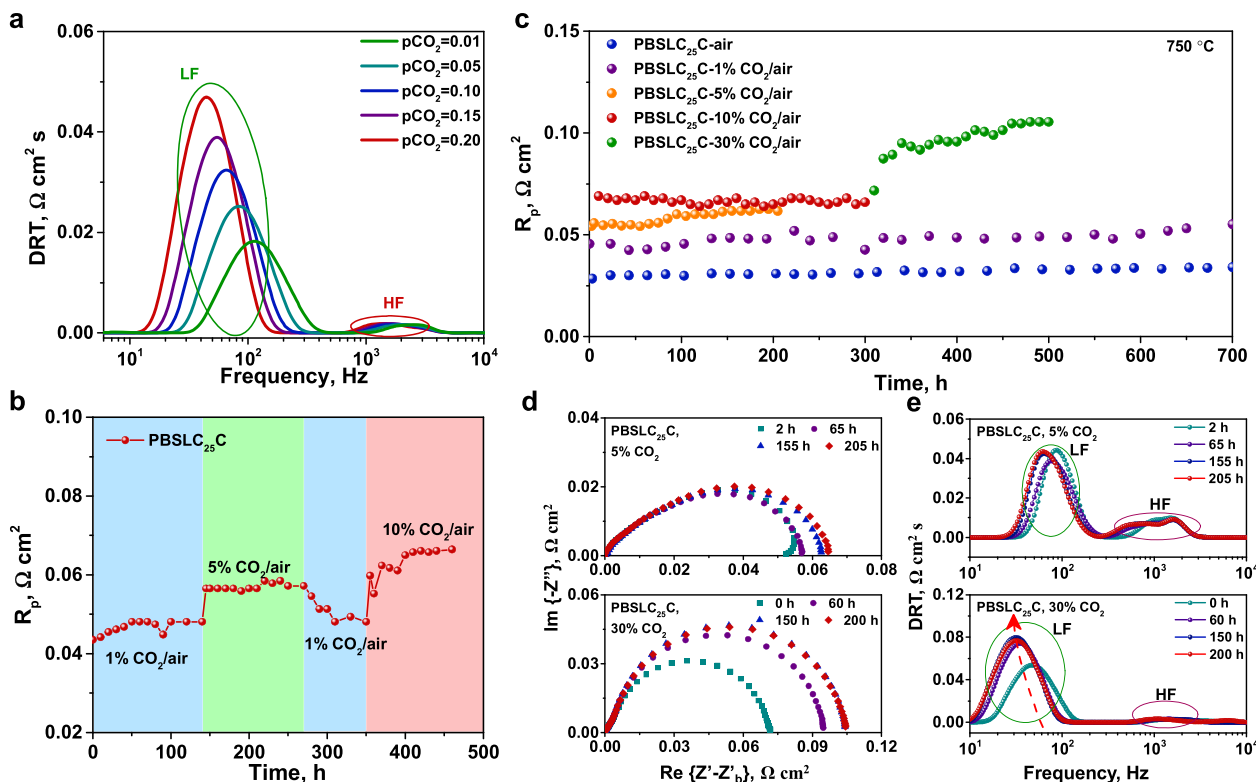 a
DRT, Ω cm² s
0.06
0.04
0.02
0.00
LF
HF
pCO₂=0.01
pCO₂=0.05
pCO₂=0.10
pCO₂=0.15
pCO₂=0.20
10¹ 10² 10³ 10⁴
Frequency, Hz
c
Rₚ, Ω cm²
0.15
0.10
0.05
0.00
PBSLC₂₅C-air
PBSLC₂₅C-1% CO₂/air
PBSLC₂₅C-5% CO₂/air
PBSLC₂₅C-10% CO₂/air
PBSLC₂₅C-30% CO₂/air
750 °C
0 100 200 300 400 500 600 700
Time, h
b
Rₚ, Ω cm²
0.10
0.08
0.06
0.04
0.02
PBSLC₂₅C
10% CO₂/air
5% CO₂/air
1% CO₂/air
1% CO₂/air
0 100 200 300 400 500
Time, h
d
Im {-Z''}, Ω cm²
0.04
0.02
0.00
PBSLC₂₅C,
5% CO₂
2 h 65 h
155 h 205 h
0.00 0.02 0.04 0.06 0.08
0.06
0.03
0.00
PBSLC₂₅C,
30% CO₂
0 h 60 h
150 h 200 h
0.00 0.03 0.06 0.09 0.12
Re {Z'-Z'b}, Ω cm²
e
DRT, Ω cm² s
0.06
0.04
0.02
0.00
PBSLC₂₅C, 5% CO₂
LF
HF
2 h
65 h
155 h
205 h
10¹ 10² 10³ 10⁴
0.12
0.08
0.04
0.00
PBSLC₂₅C, 30% CO₂
LF
HF
0 h
60 h
150 h
200 h
10¹ 10² 10³ 10⁴
Frequency, Hz